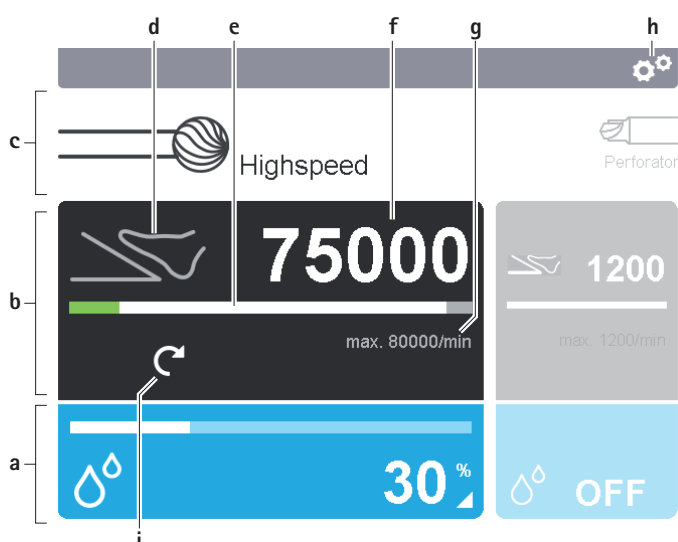 d e f g h
c
Highspeed
Perforator
b
75000
1200
max. 80000/min
max. 1200/min
a
30 %
OFF
i